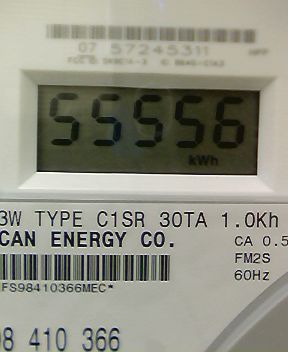 07 57245311
55556
kWh
3W TYPE C1SR 30TA 1.0Kh
CAN ENERGY CO.
CA 0.5
FM2S
60Hz
FS98410366MEC*
98 410 366